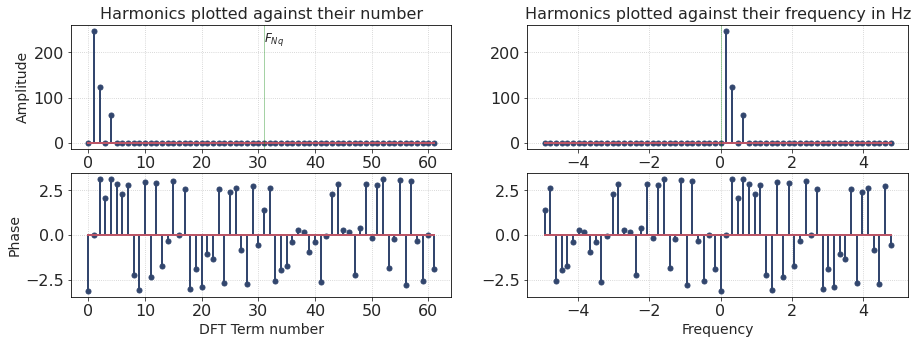 Harmonics plotted against their number
Harmonics plotted against their frequency in Hz
Amplitude
200
100
0
F_{Nq}
0 10 20 30 40 50 60
200
100
0
−4 −2 0 2 4
Phase
2.5
0.0
−2.5
0 10 20 30 40 50 60
DFT Term number
2.5
0.0
−2.5
−4 −2 0 2 4
Frequency